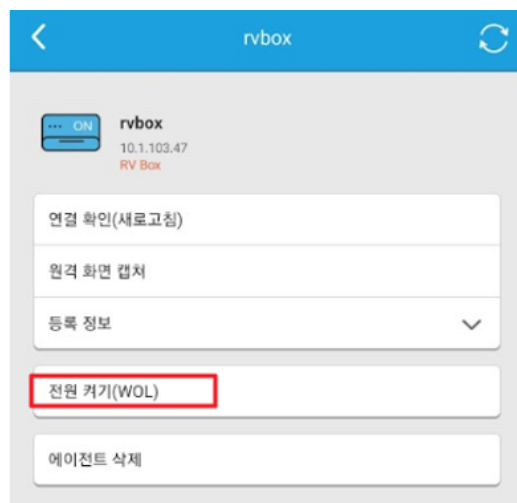 rvbox
... ON
rvbox
10.1.103.47
RV Box
연결 확인(새로고침)
원격 화면 캡쳐
등록 정보
전원 켜기(WOL)
에이전트 삭제